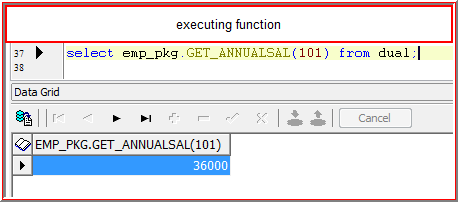 executing function
37 select emp_pkg.GET_ANNUALSAL(101) from dual;
38
Data Grid
Cancel
EMP_PKG.GET_ANNUALSAL(101)
36000